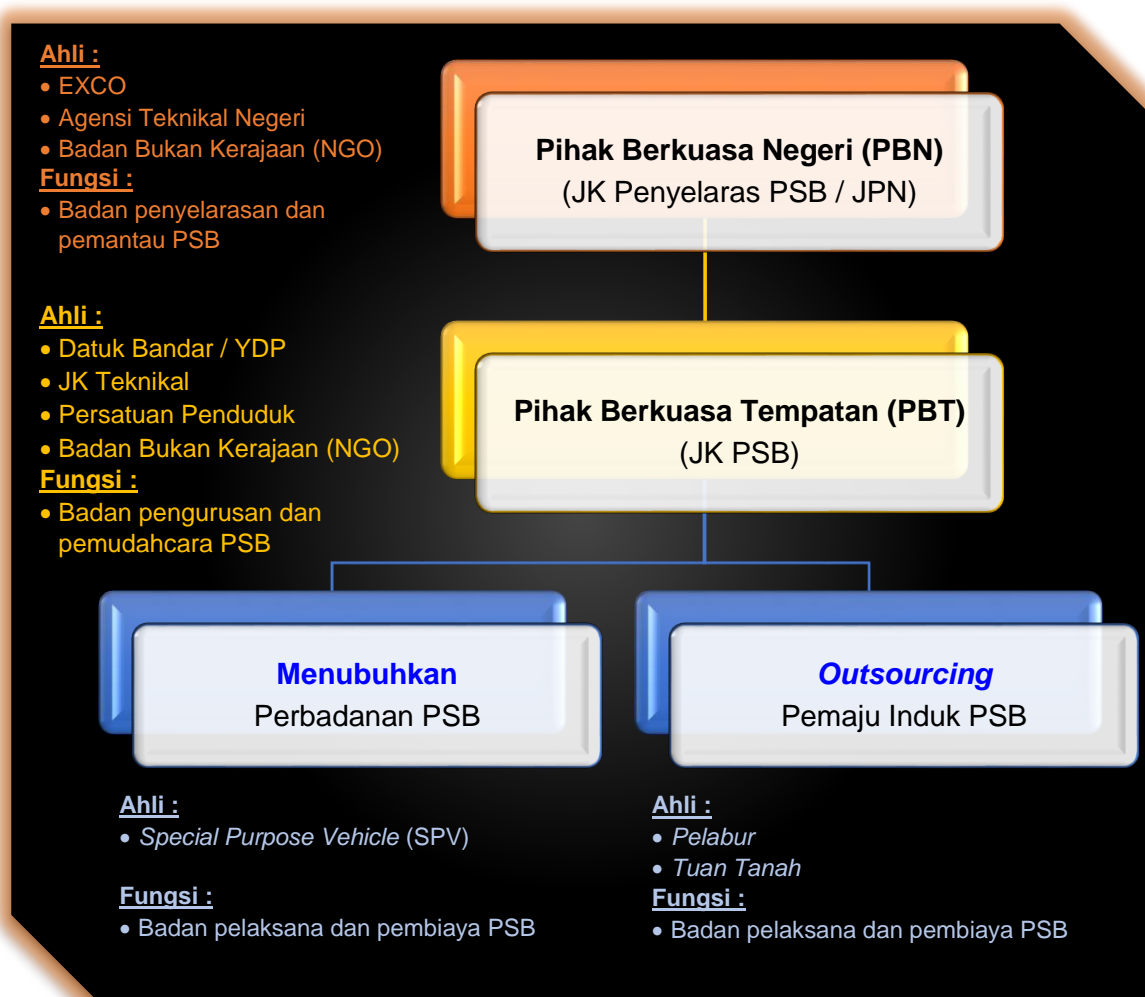 Ahli :
• EXCO
• Agensi Teknikal Negeri
• Badan Bukan Kerajaan (NGO)
Fungsi :
• Badan penyelarasan dan
pemantau PSB
Pihak Berkuasa Negeri (PBN)
(JK Penyelaras PSB / JPN)
Ahli :
• Datuk Bandar / YDP
• JK Teknikal
• Persatuan Penduduk
• Badan Bukan Kerajaan (NGO)
Fungsi :
• Badan pengurusan dan
pemudahcara PSB
Pihak Berkuasa Tempatan (PBT)
(JK PSB)
Menubuhkan
Perbadanan PSB
Ahli :
• Special Purpose Vehicle (SPV)
Fungsi :
• Badan pelaksana dan pembiaya PSB
Outsourcing
Pemaju Induk PSB
Ahli :
• Pelabur
• Tuan Tanah
Fungsi :
• Badan pelaksana dan pembiaya PSB